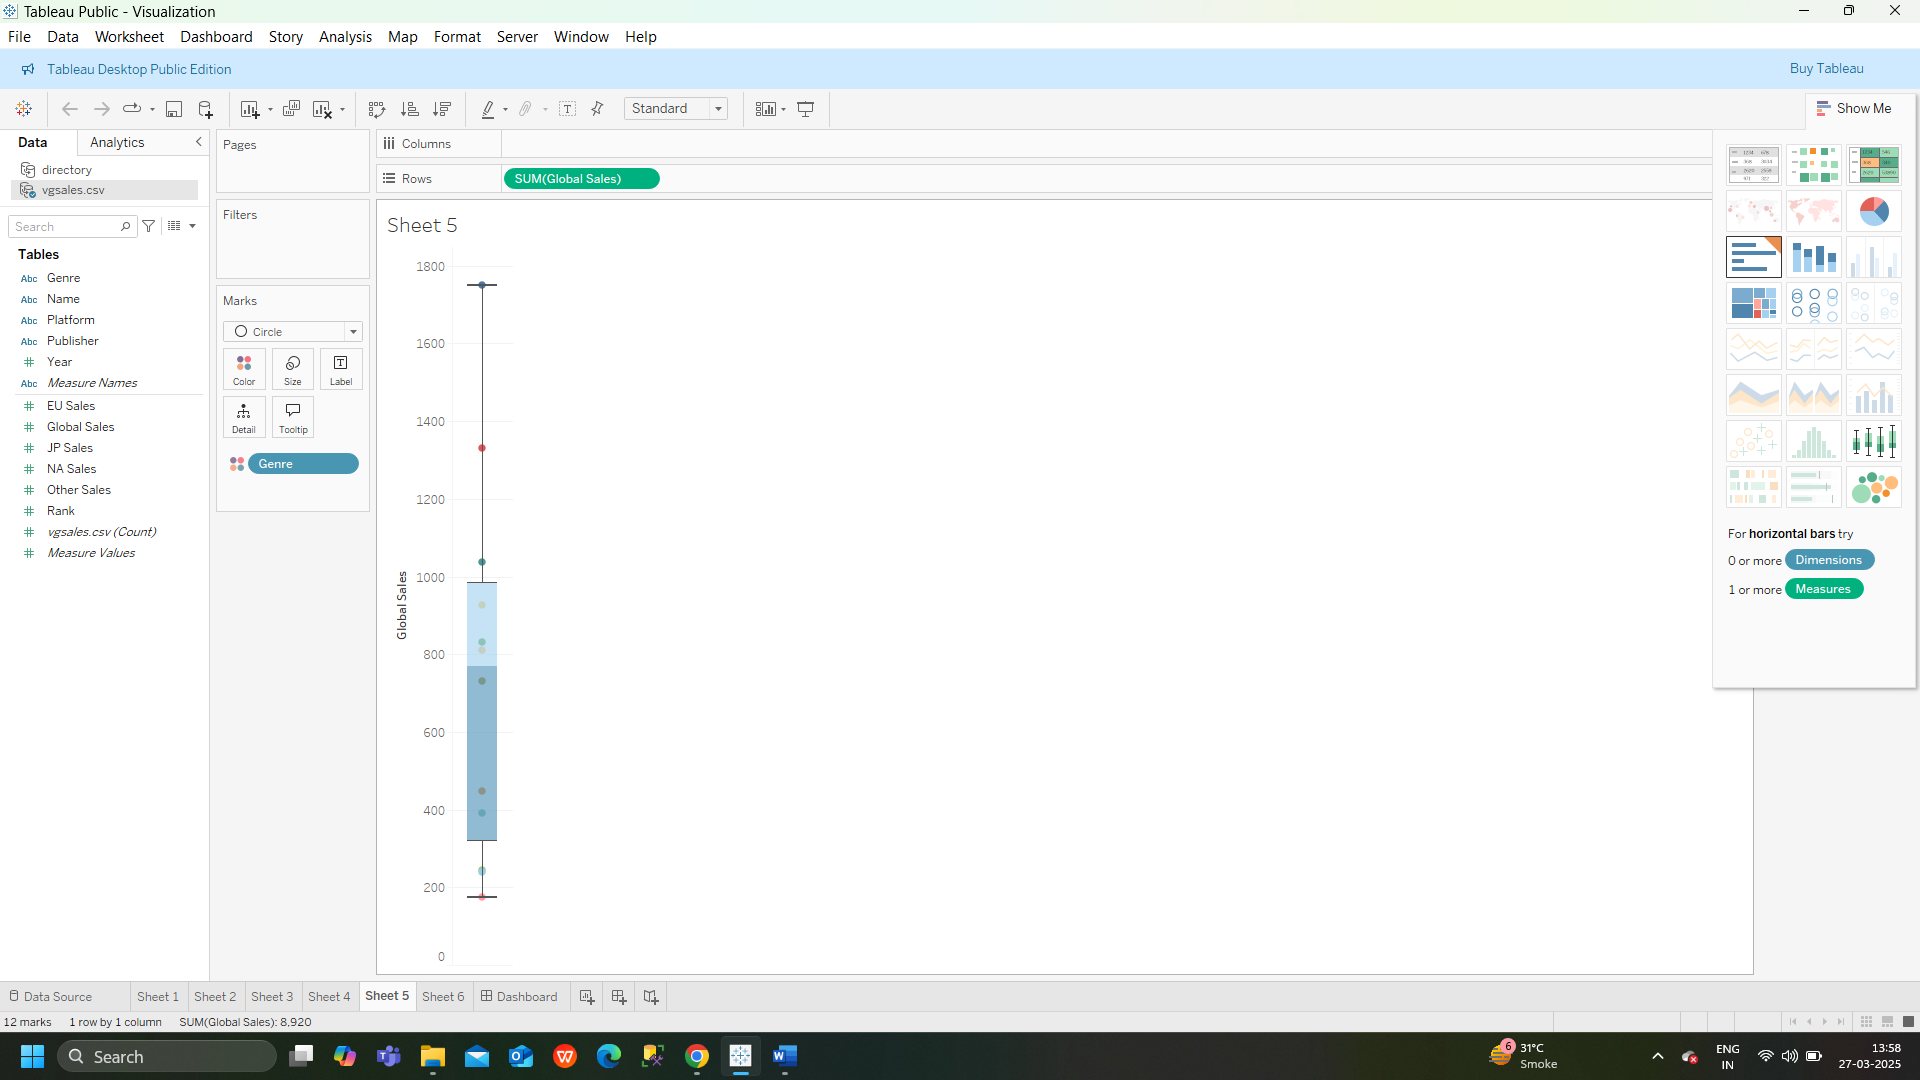 Tableau Public - Visualization
File Data Worksheet Dashboard Story Analysis Map Format Server Window Help
Tableau Desktop Public Edition
Buy Tableau
Standard
Show Me
Data Analytics
directory
vgsales.csv
Search
Tables
Abc Genre
Abc Name
Abc Platform
Abc Publisher
# Year
Abc Measure Names
# EU Sales
# Global Sales
# JP Sales
# NA Sales
# Other Sales
# Rank
# vgsales.csv (Count)
# Measure Values
Pages
Filters
Marks
Circle
Color Size Label
Detail Tooltip
Genre
Columns
Rows SUM(Global Sales)
Sheet 5
1800
1600
1400
1200
1000
800
600
400
200
0
Global Sales
For horizontal bars try
0 or more Dimensions
1 or more Measures
Data Source Sheet 1 Sheet 2 Sheet 3 Sheet 4 Sheet 5 Sheet 6 Dashboard
12 marks 1 row by 1 column SUM(Global Sales): 8,920
Search
6
31°C
Smoke
ENG
IN
13:58
27-03-2025